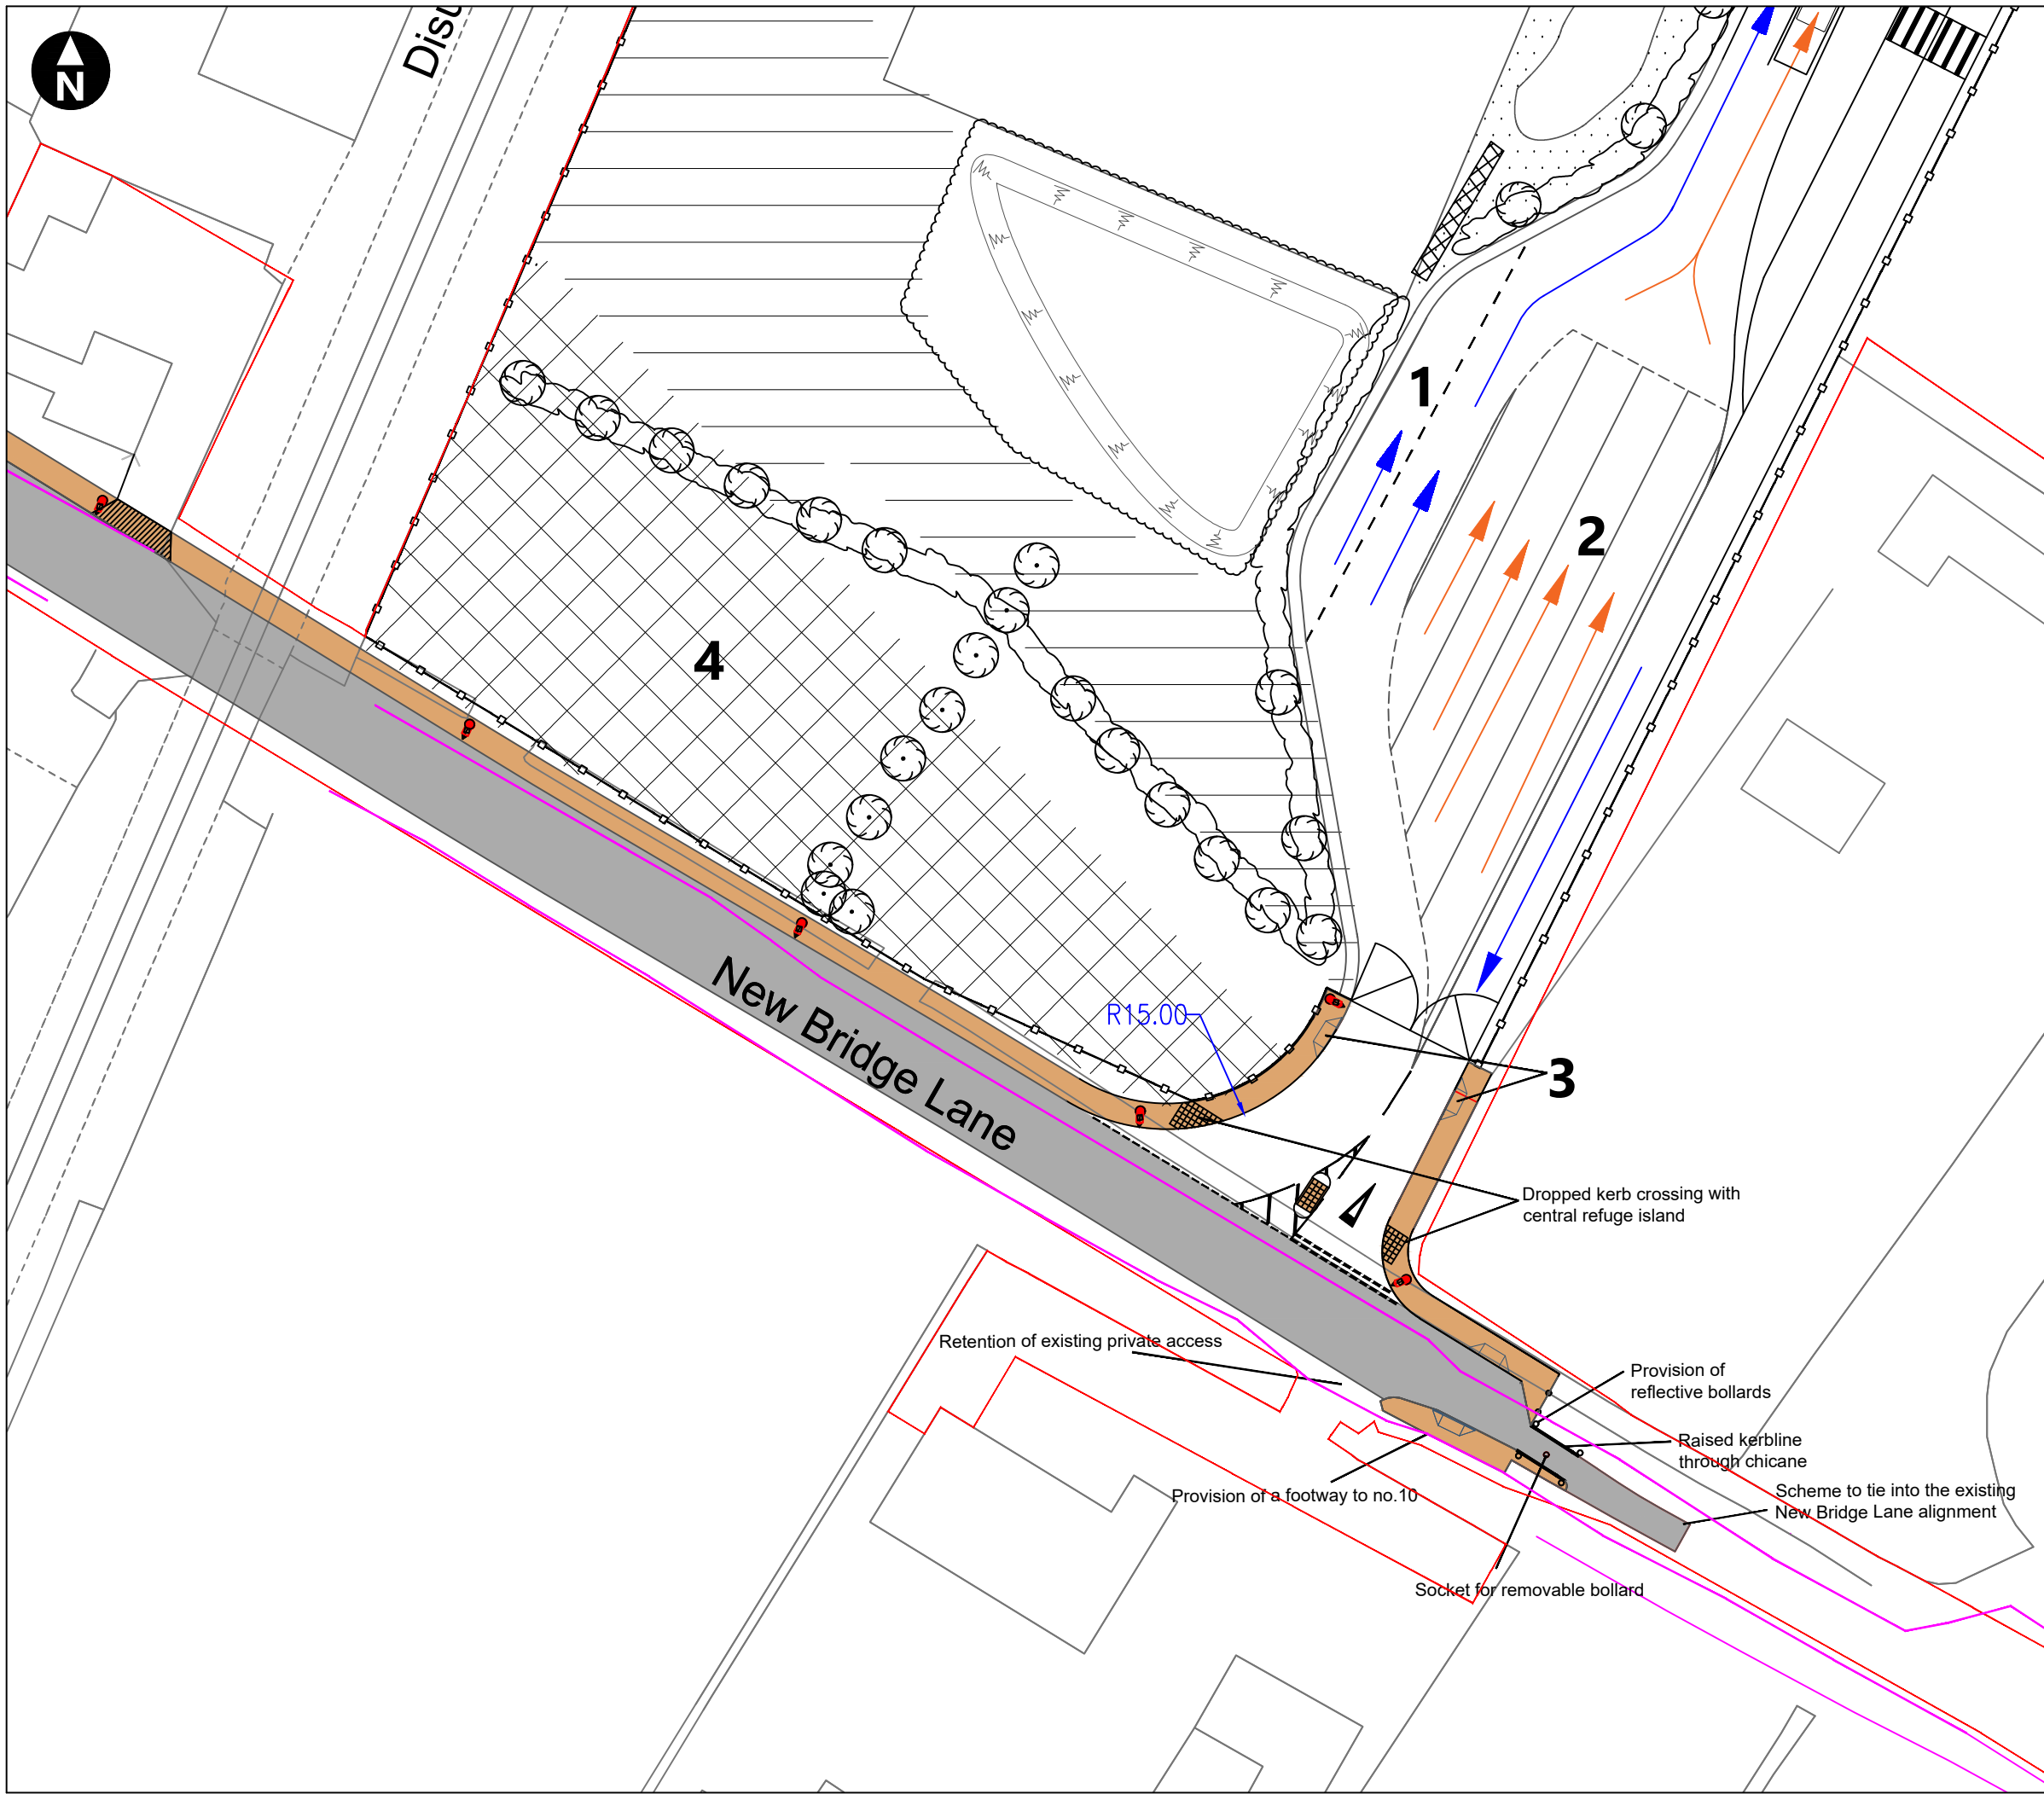 N
Disu
1
2
4
R15.00
3
New Bridge Lane
Dropped kerb crossing with
central refuge island
Retention of existing private access
Provision of
reflective bollards
Raised kerbline
through chicane
Provision of a footway to no.10
Scheme to tie into the existing
New Bridge Lane alignment
Socket for removable bollard